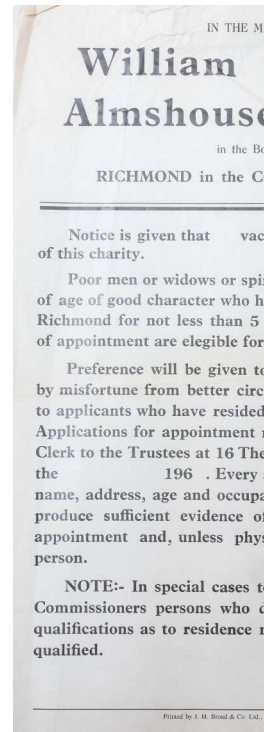 IN THE M
William
Almshouse
in the Bo
RICHMOND in the C
Notice is given that vac
of this charity.
Poor men or widows or spi
of age of good character who h
Richmond for not less than 5
of appointment are elegible for
Preference will be given to
by misfortune from better circ
to applicants who have resided
Applications for appointment
Clerk to the Trustees at 16 The
the 196 . Every
name, address, age and occupa
produce sufficient evidence of
appointment and, unless phys
person.
NOTE:- In special cases to
Commissioners persons who d
qualifications as to residence
qualified.
Printed by J. H. Broad & Co. Ltd.,